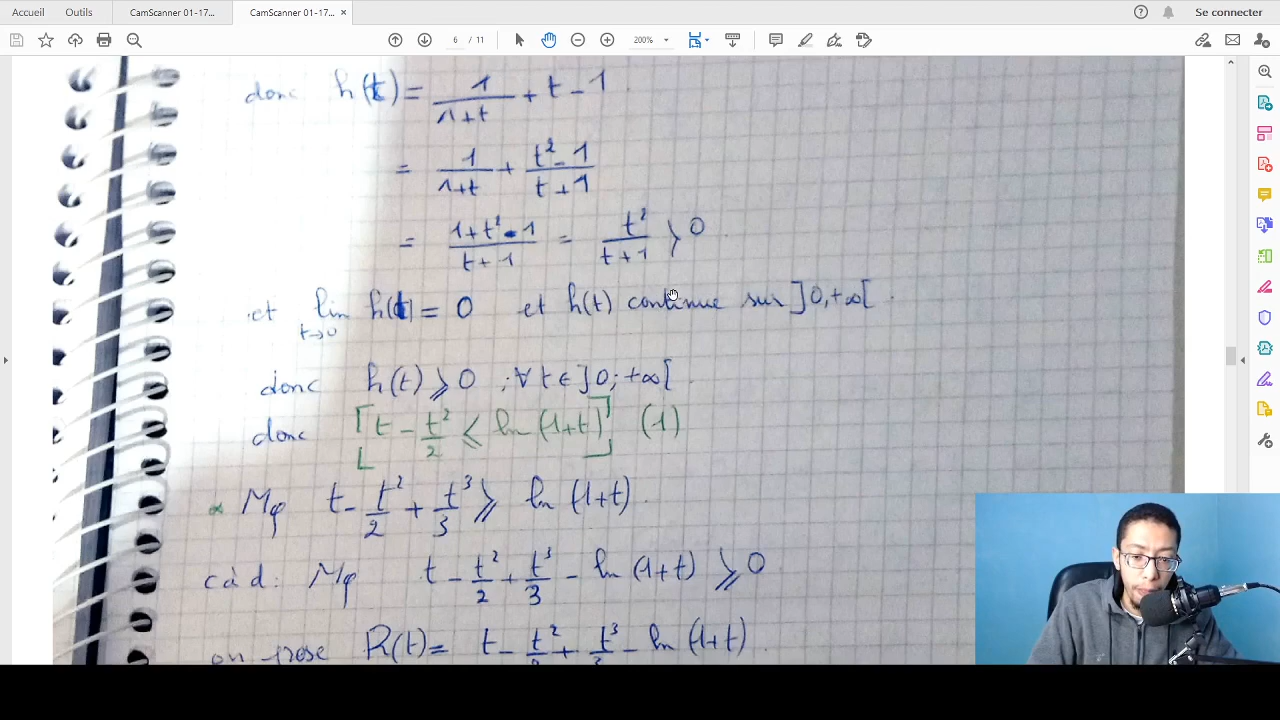 Accueil Outils CamScanner 01-17... CamScanner 01-17... × Se connecter
6 / 11 200%
donc h(t) = 1/(1+t) + t - 1
= 1/(1+t) + (t² - 1)/(t + 1)
= (1 + t² - 1)/(t + 1) = t²/(t + 1) > 0
et lim t→0 h(t) = 0 et h(t) continue sur ]0,+∞[
donc h(t) ⩾ 0 ; ∀ t ∈ ]0; +∞[
donc [t - t²/2 ≤ ln (1+t)] (1)
Mq t - t²/2 + t³/3 ⩾ ln (1+t)
càd: Mq t - t²/2 + t³/3 - ln (1+t) ⩾ 0
on pose R(t) = t - t²/2 + t³/3 - ln (1+t)